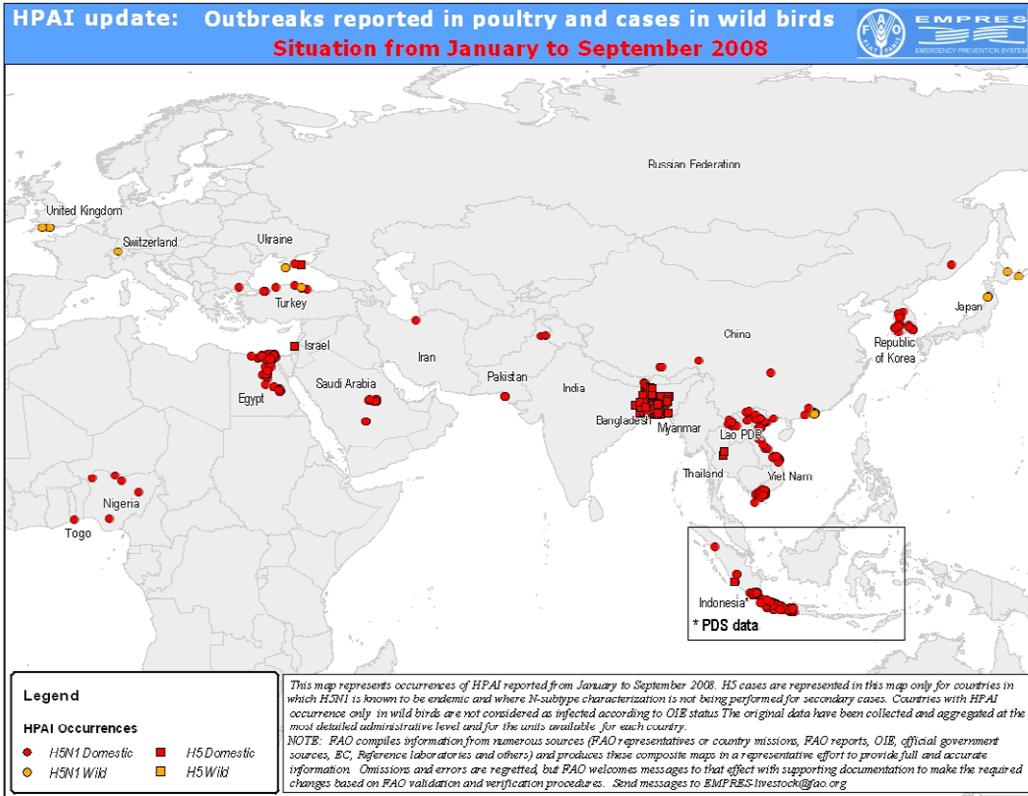 HPAI update: Outbreaks reported in poultry and cases in wild birds
Situation from January to September 2008
FAO
FIAT PANIS
EMPRES
EMERGENCY PREVENTION SYSTEM
Russian Federation
United Kingdom
Switzerland
Ukraine
Turkey
Japan
China
Republic
of Korea
Iran
Israel
Saudi Arabia
Pakistan
India
Egypt
Bangladesh
Myanmar
Lao PDR
Thailand
Viet Nam
Nigeria
Togo
Indonesia*
* PDS data
Legend
HPAI Occurrences
H5N1 Domestic
H5 Domestic
H5N1 Wild
H5 Wild
This map represents occurrences of HPAI reported from January to September 2008. H5 cases are represented in this map only for countries in
which H5N1 is known to be endemic and where N-subtype characterization is not being performed for secondary cases. Countries with HPAI
occurrence only in wild birds are not considered as infected according to OIE status The original data have been collected and aggregated at the
most detailed administrative level and for the units available for each country.
NOTE: FAO compiles information from numerous sources (FAO representatives or country missions, FAO reports, OIE, official government
sources, EC, Reference laboratories and others) and produces these composite maps in a representative effort to provide full and accurate
information. Omissions and errors are regretted, but FAO welcomes messages to that effect with supporting documentation to make the required
changes based on FAO validation and verification procedures. Send messages to EMPRES-livestock@fao.org